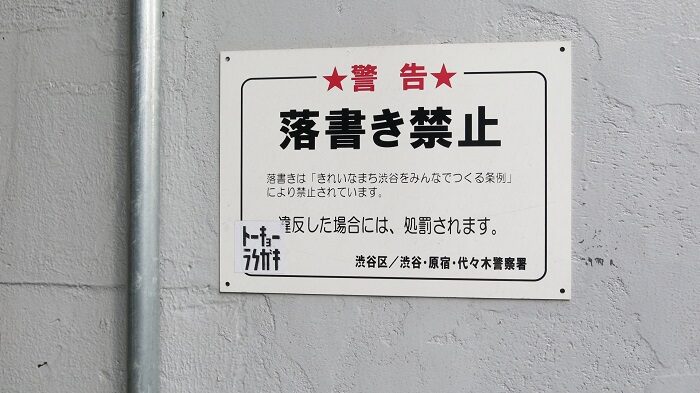 ★警告★
落書き禁止
落書きは「きれいなまち渋谷をみんなでつくる条例」
により禁止されています。
違反した場合には、処罰されます。
トーキョー
ラクガキ
渋谷区/渋谷・原宿・代々木警察署